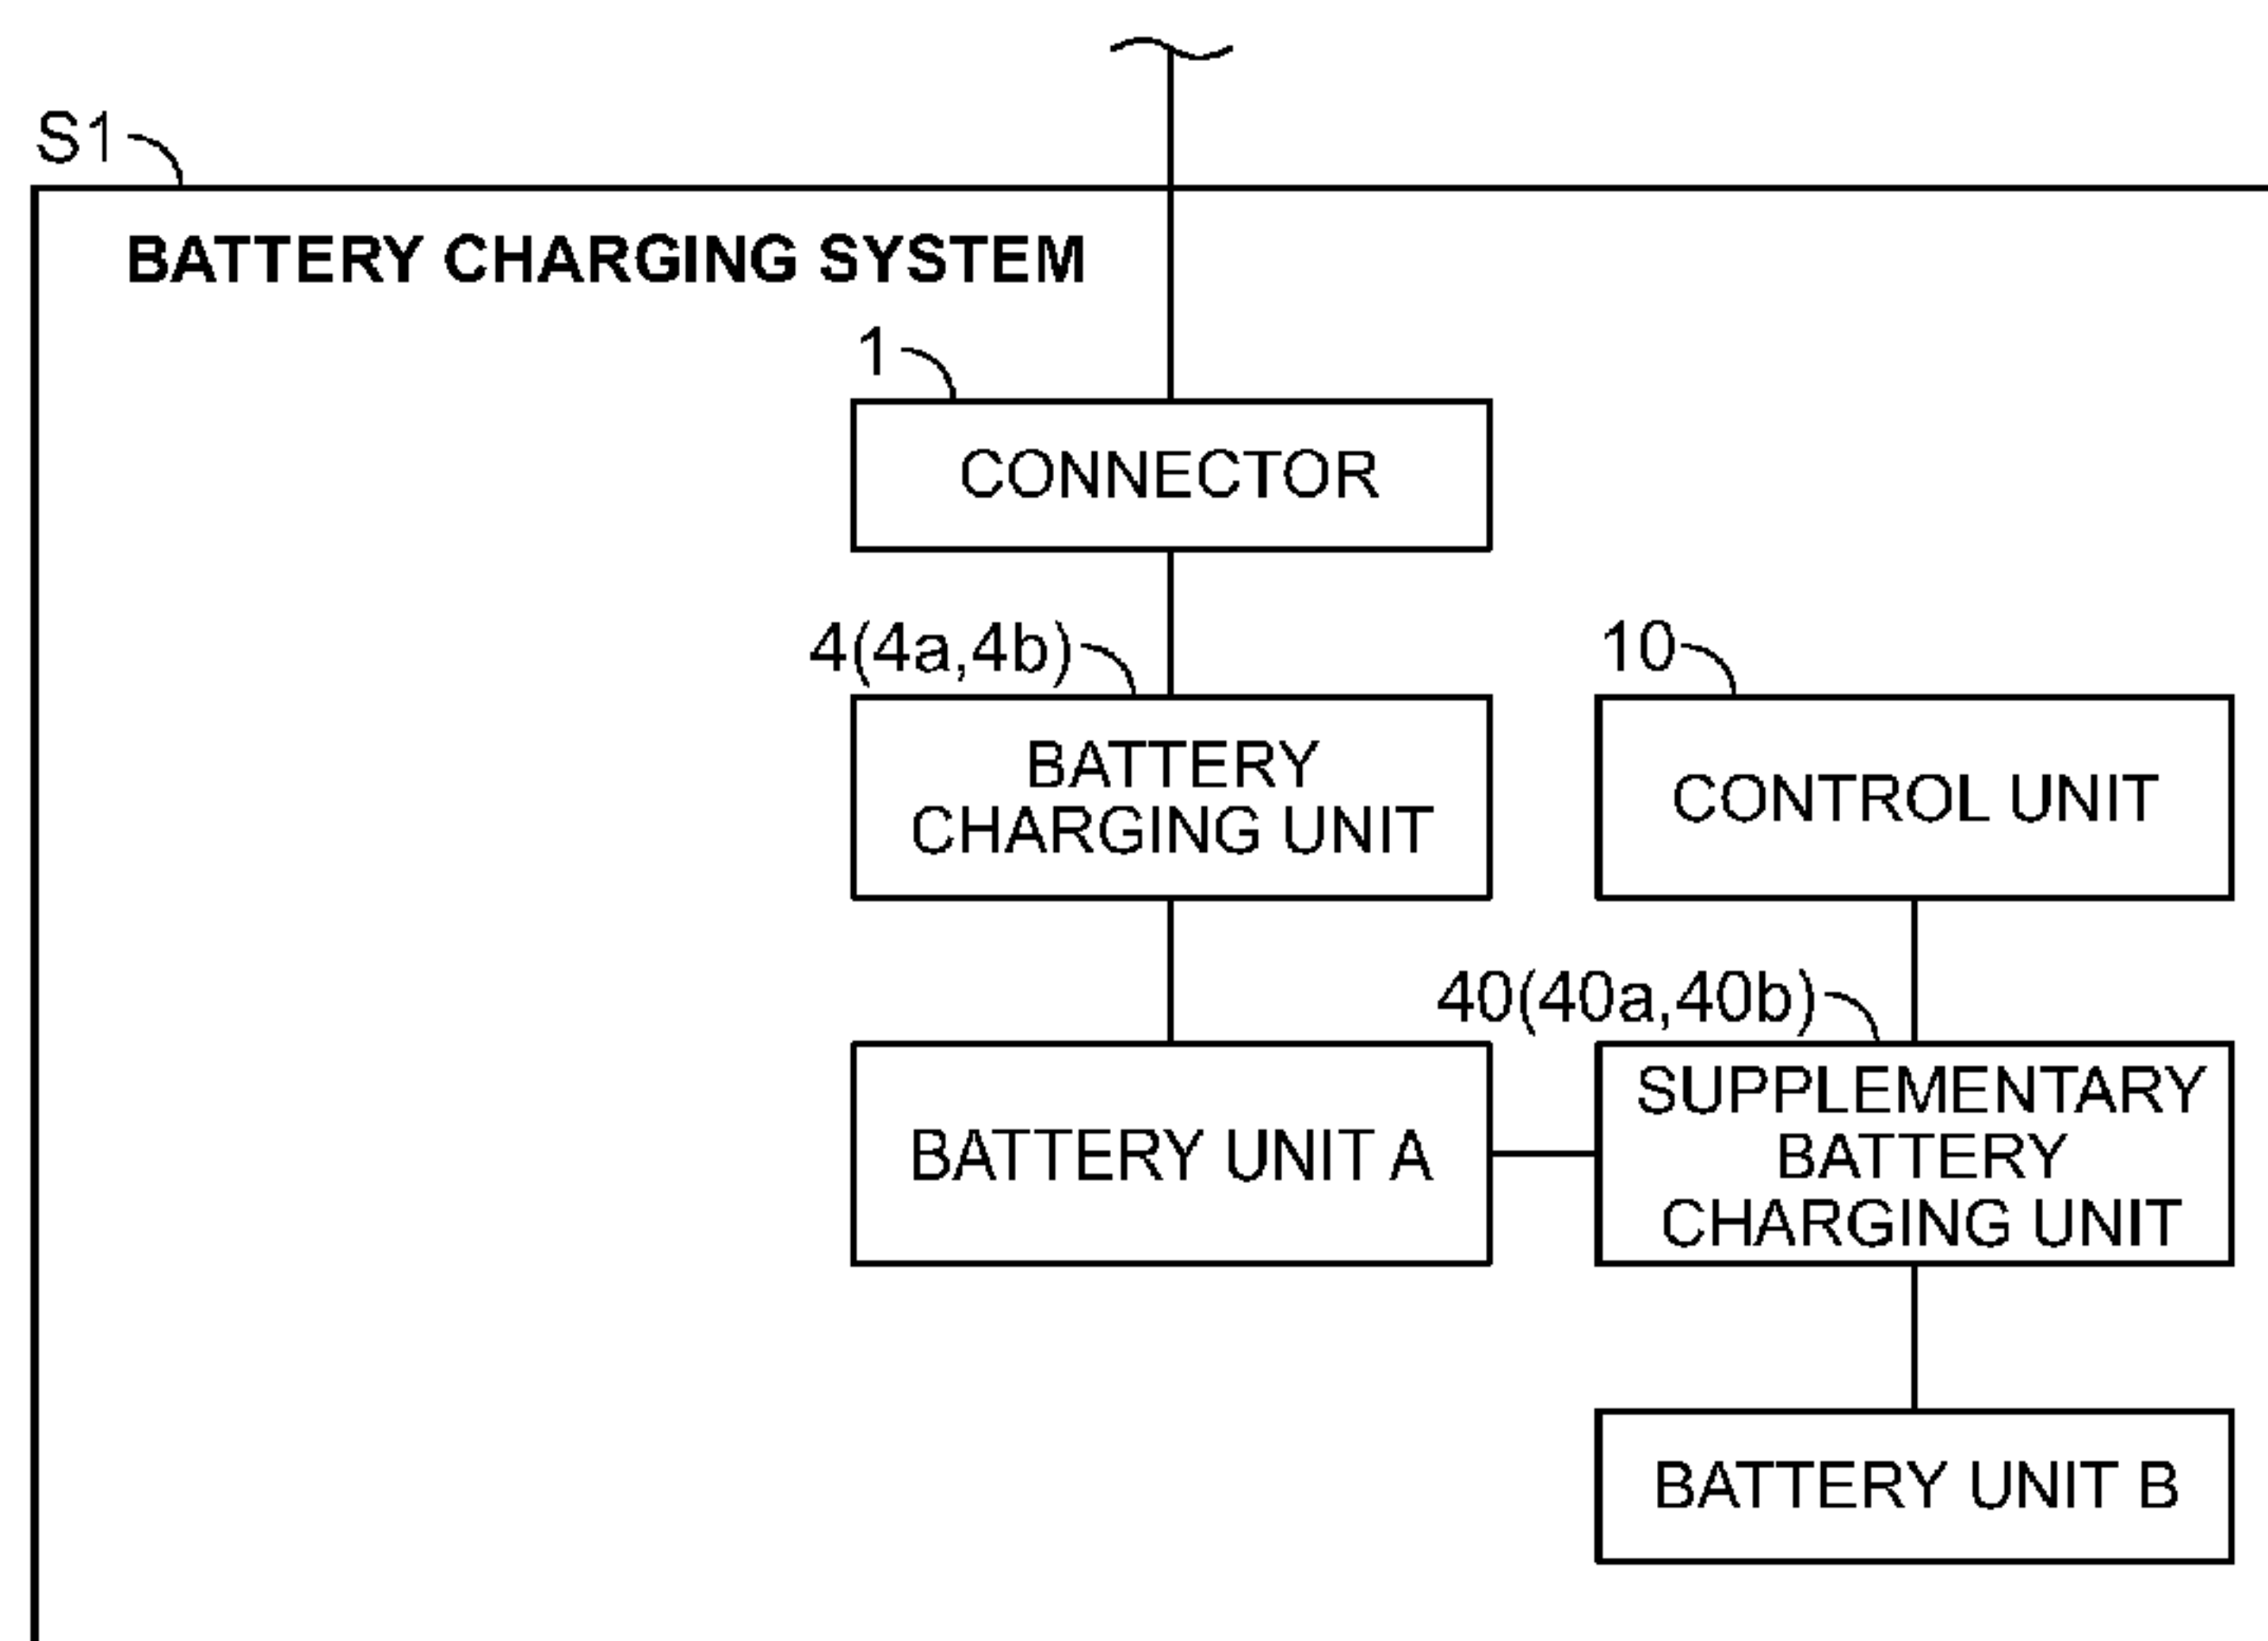 S1
BATTERY CHARGING SYSTEM
1
CONNECTOR
4(4a,4b)
BATTERY
CHARGING UNIT
10
CONTROL UNIT
BATTERY UNIT A
40(40a,40b)
SUPPLEMENTARY
BATTERY
CHARGING UNIT
BATTERY UNIT B